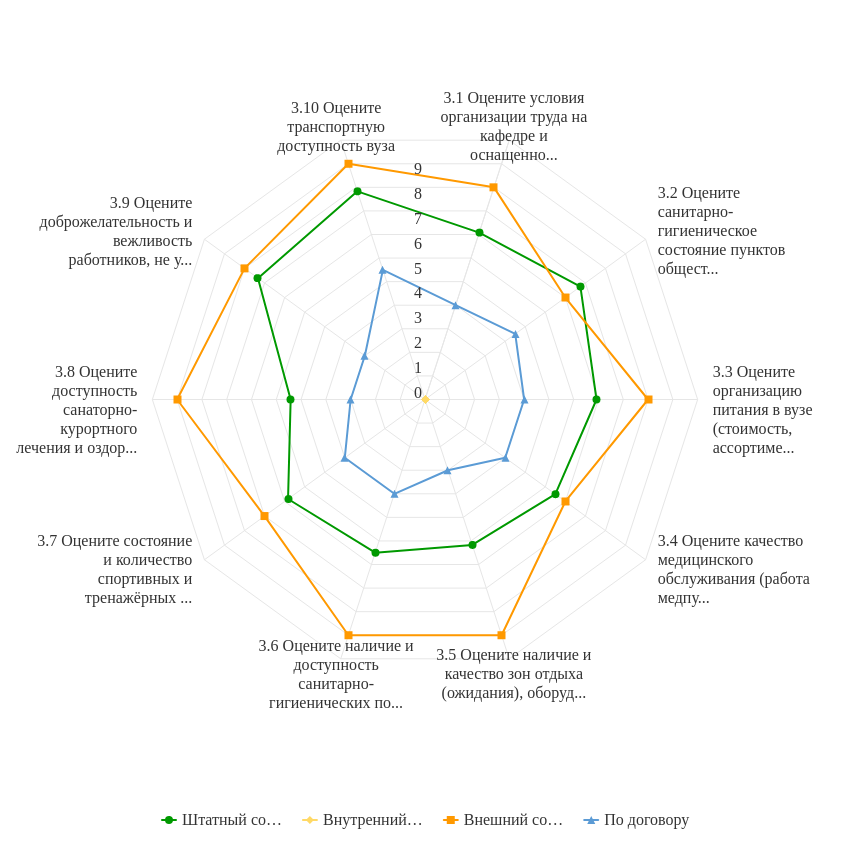 3.1 Оцените условия
организации труда на
кафедре и
оснащенно...
3.2 Оцените
санитарно-
гигиеническое
состояние пунктов
общест...
3.3 Оцените
организацию
питания в вузе
(стоимость,
ассортиме...
3.4 Оцените качество
медицинского
обслуживания (работа
медпу...
3.5 Оцените наличие и
качество зон отдыха
(ожидания), оборуд...
3.6 Оцените наличие и
доступность
санитарно-
гигиенических по...
3.7 Оцените состояние
и количество
спортивных и
тренажёрных ...
3.8 Оцените
доступность
санаторно-
курортного
лечения и оздор...
3.9 Оцените
доброжелательность и
вежливость
работников, не у...
3.10 Оцените
транспортную
доступность вуза
9
8
7
6
5
4
3
2
1
0
Штатный со…
Внутренний…
Внешний со…
По договору